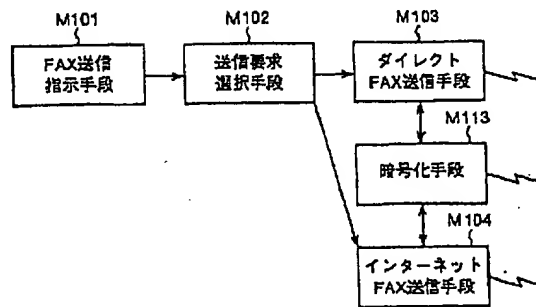 M101
FAX送信
指示手段
M102
送信要求
選択手段
M103
ダイレクト
FAX送信手段
M113
暗号化手段
M104
インターネット
FAX送信手段